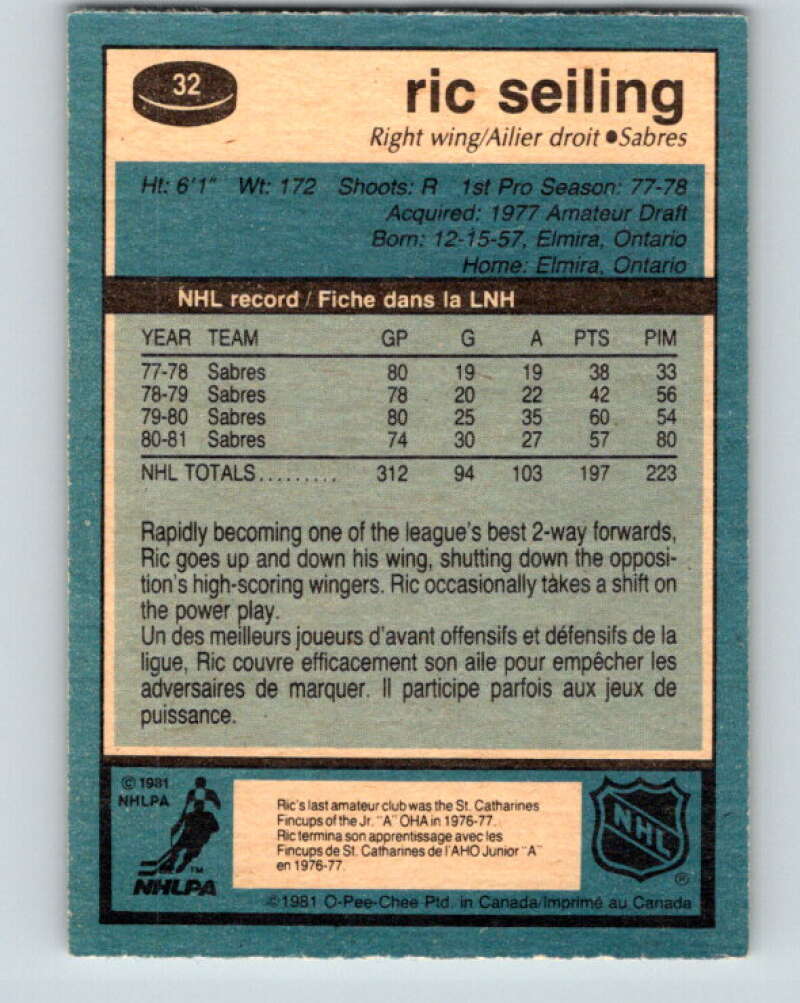 32
ric seiling
Right wing/Ailier droit ●Sabres
Ht: 6'1" Wt: 172 Shoots: R 1st Pro Season: 77-78
Acquired: 1977 Amateur Draft
Born: 12-15-57, Elmira, Ontario
Home: Elmira, Ontario
NHL record / Fiche dans la LNH
YEAR TEAM GP G A PTS PIM
77-78 Sabres 80 19 19 38 33
78-79 Sabres 78 20 22 42 56
79-80 Sabres 80 25 35 60 54
80-81 Sabres 74 30 27 57 80
NHL TOTALS......... 312 94 103 197 223
Rapidly becoming one of the league's best 2-way forwards,
Ric goes up and down his wing, shutting down the opposi-
tion's high-scoring wingers. Ric occasionally takes a shift on
the power play.
Un des meilleurs joueurs d'avant offensifs et défensifs de la
ligue, Ric couvre efficacement son aile pour empêcher les
adversaires de marquer. Il participe parfois aux jeux de
puissance.
© 1981
NHLPA
Ric's last amateur club was the St. Catharines
Fincups of the Jr. "A" OHA in 1976-77.
Ric termina son apprentissage avec les
Fincups de St. Catharines de l'AHO Junior "A"
en 1976-77.
NHL
®
TM
NHLPA
©1981 O-Pee-Chee Ptd. in Canada/Imprimé au Canada